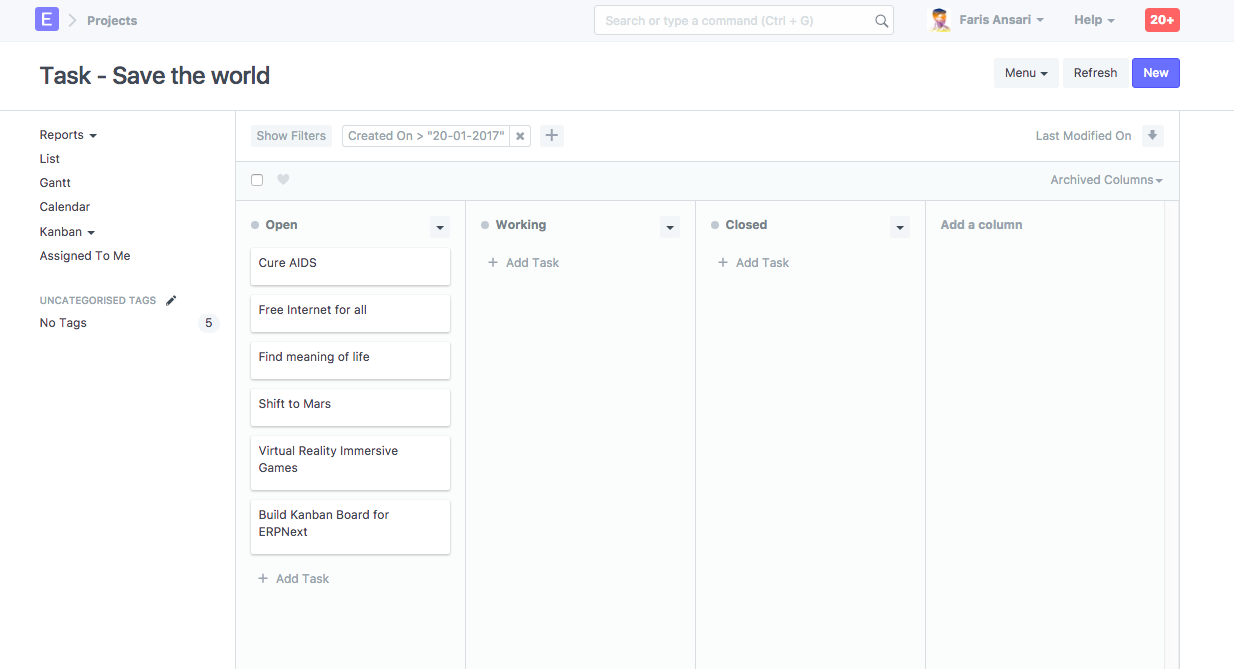 E Projects
Search or type a command (Ctrl + G)
Faris Ansari
Help
20+
Task - Save the world
Menu
Refresh
New
Reports
List
Gantt
Calendar
Kanban
Assigned To Me
UNCATEGORISED TAGS
No Tags 5
Show Filters
Created On > "20-01-2017"
Last Modified On
Archived Columns
Open
Cure AIDS
Free Internet for all
Find meaning of life
Shift to Mars
Virtual Reality Immersive
Games
Build Kanban Board for
ERPNext
+ Add Task
Working
+ Add Task
Closed
+ Add Task
Add a column